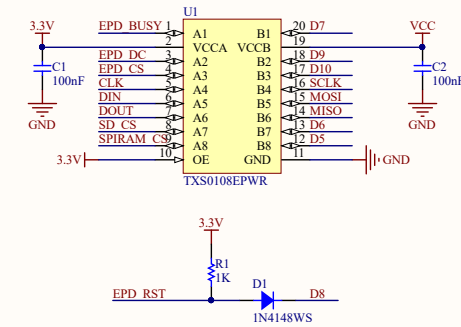 U1
3.3V
EPD_BUSY 1 A1 B1 20 D7
2 VCCA VCCB 19 VCC
EPD_DC 3 A2 B2 18 D9
EPD_CS 4 A3 B3 17 D10
CLK 5 A4 B4 16 SCLK
DIN 6 A5 B5 15 MOSI
DOUT 7 A6 B6 14 MISO
SD_CS 8 A7 B7 13 D6
SPIRAM_CS 9 A8 B8 12 D5
3.3V 10 OE GND 11 GND
C1
100nF
GND
C2
100nF
GND
TXS0108EPWR
3.3V
R1
1K
EPD_RST D1 D8
1N4148WS